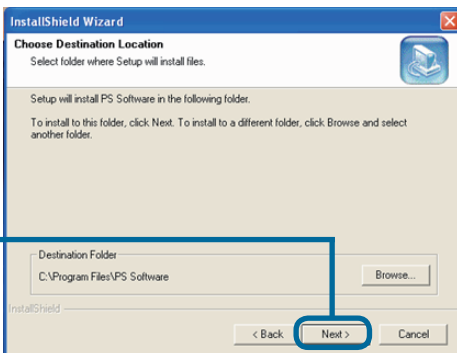 InstallShield Wizard
Choose Destination Location
Select folder where Setup will install files.
Setup will install PS Software in the following folder.
To install to this folder, click Next. To install to a different folder, click Browse and select
another folder.
Destination Folder
C:\Program Files\PS Software
Browse...
InstallShield
< Back
Next >
Cancel